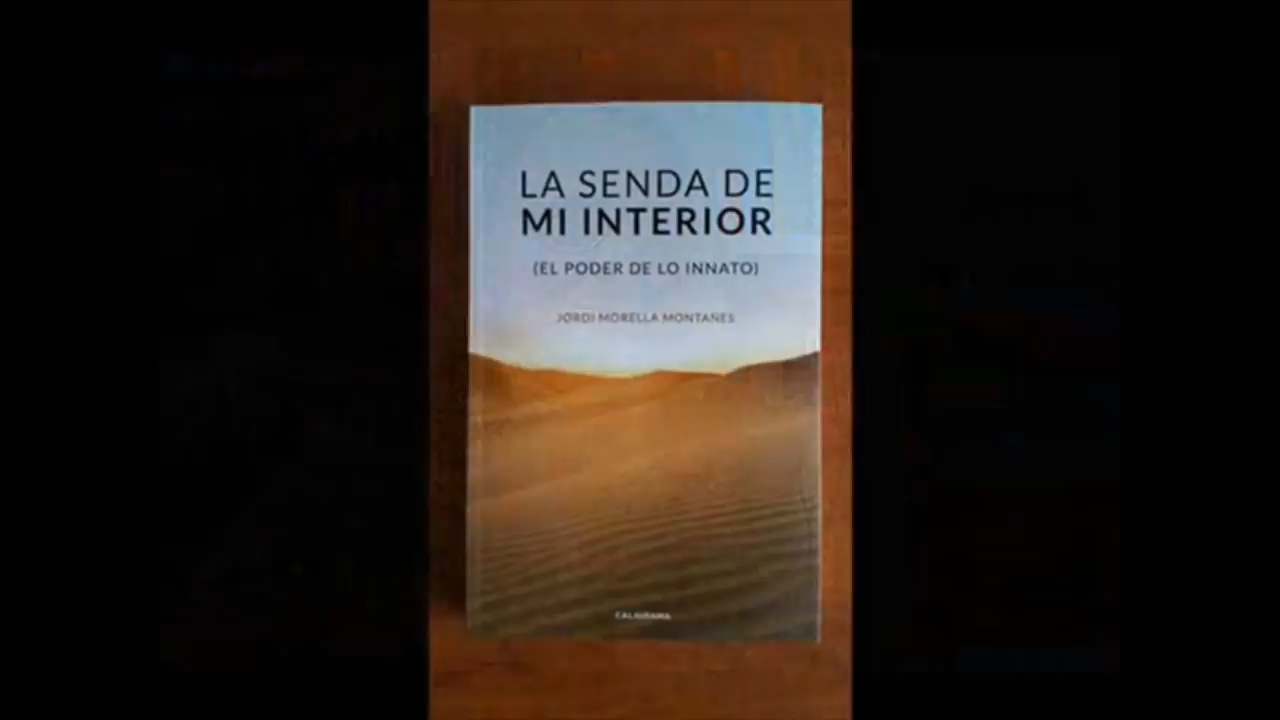 LA SENDA DE
MI INTERIOR
(EL PODER DE LO INNATO)
JORDI MORELLA MONTAÑES
CALIGRAMA